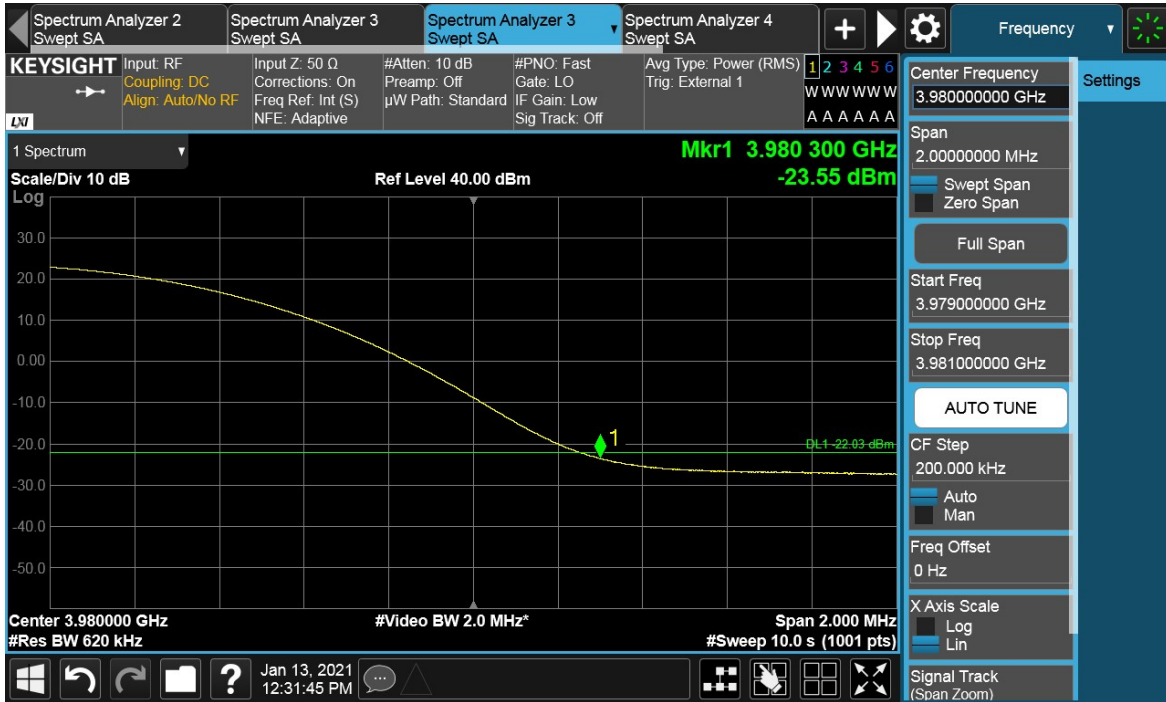 Spectrum Analyzer 2
Swept SA
Spectrum Analyzer 3
Swept SA
Spectrum Analyzer 3
Swept SA
Spectrum Analyzer 4
Swept SA
+
Frequency
KEYSIGHT
LXI
Input: RF
Coupling: DC
Align: Auto/No RF
Input Z: 50 Ω
Corrections: On
Freq Ref: Int (S)
NFE: Adaptive
#Atten: 10 dB
Preamp: Off
µW Path: Standard
#PNO: Fast
Gate: LO
IF Gain: Low
Sig Track: Off
Avg Type: Power (RMS)
Trig: External 1
1 2 3 4 5 6
W W W W W W
A A A A A A
1 Spectrum
Scale/Div 10 dB
Ref Level 40.00 dBm
Mkr1 3.980 300 GHz
-23.55 dBm
Log
30.0
20.0
10.0
0.00
-10.0
-20.0
-30.0
-40.0
-50.0
1
DL1 -22.03 dBm
Center 3.980000 GHz
#Video BW 2.0 MHz*
Span 2.000 MHz
#Res BW 620 kHz
#Sweep 10.0 s (1001 pts)
?
Jan 13, 2021
12:31:45 PM
Center Frequency
3.980000000 GHz
Settings
Span
2.00000000 MHz
Swept Span
Zero Span
Full Span
Start Freq
3.979000000 GHz
Stop Freq
3.981000000 GHz
AUTO TUNE
CF Step
200.000 kHz
Auto
Man
Freq Offset
0 Hz
X Axis Scale
Log
Lin
Signal Track
(Span Zoom)